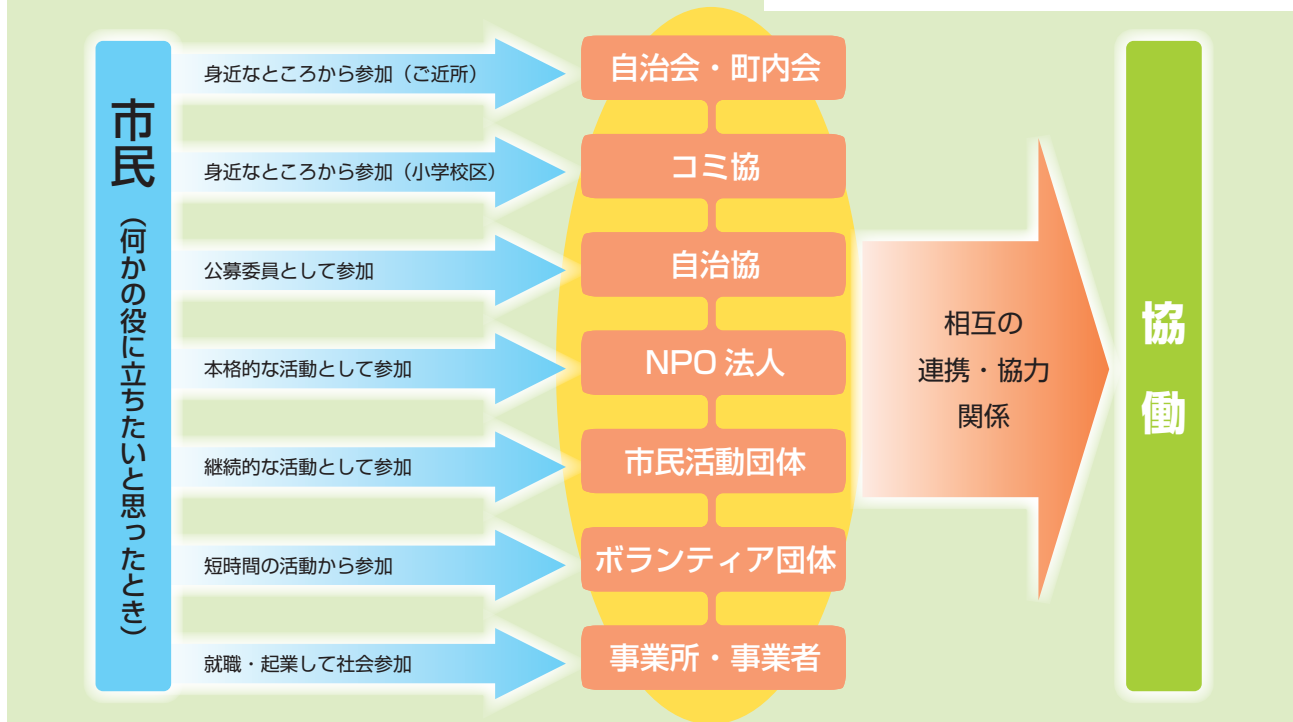 市民
(何かの役に立ちたいと思ったとき)
身近なところから参加(ご近所)
自治会・町内会
身近なところから参加(小学校区)
コミ協
公募委員として参加
自治協
本格的な活動として参加
NPO 法人
継続的な活動として参加
市民活動団体
短時間の活動から参加
ボランティア団体
就職・起業して社会参加
事業所・事業者
相互の
連携・協力
関係
協働